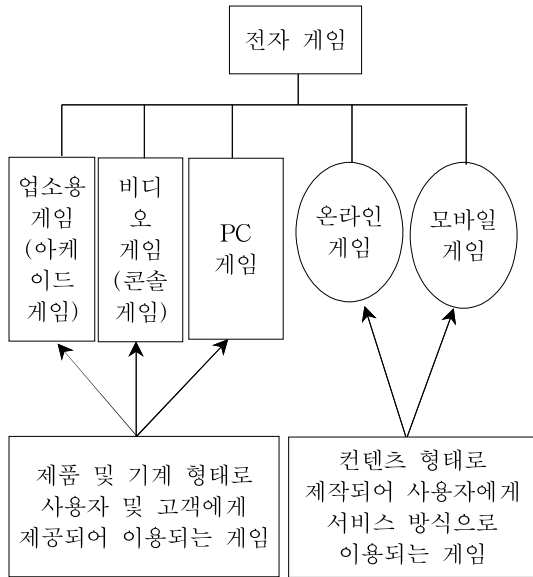 전자 게임
업소용
게임
(아케
이드
게임)
비디
오
게임
(콘솔
게임)
PC
게임
온라인
게임
모바일
게임
제품 및 기계 형태로
사용자 및 고객에게
제공되어 이용되는 게임
컨텐츠 형태로
제작되어 사용자에게
서비스 방식으로
이용되는 게임